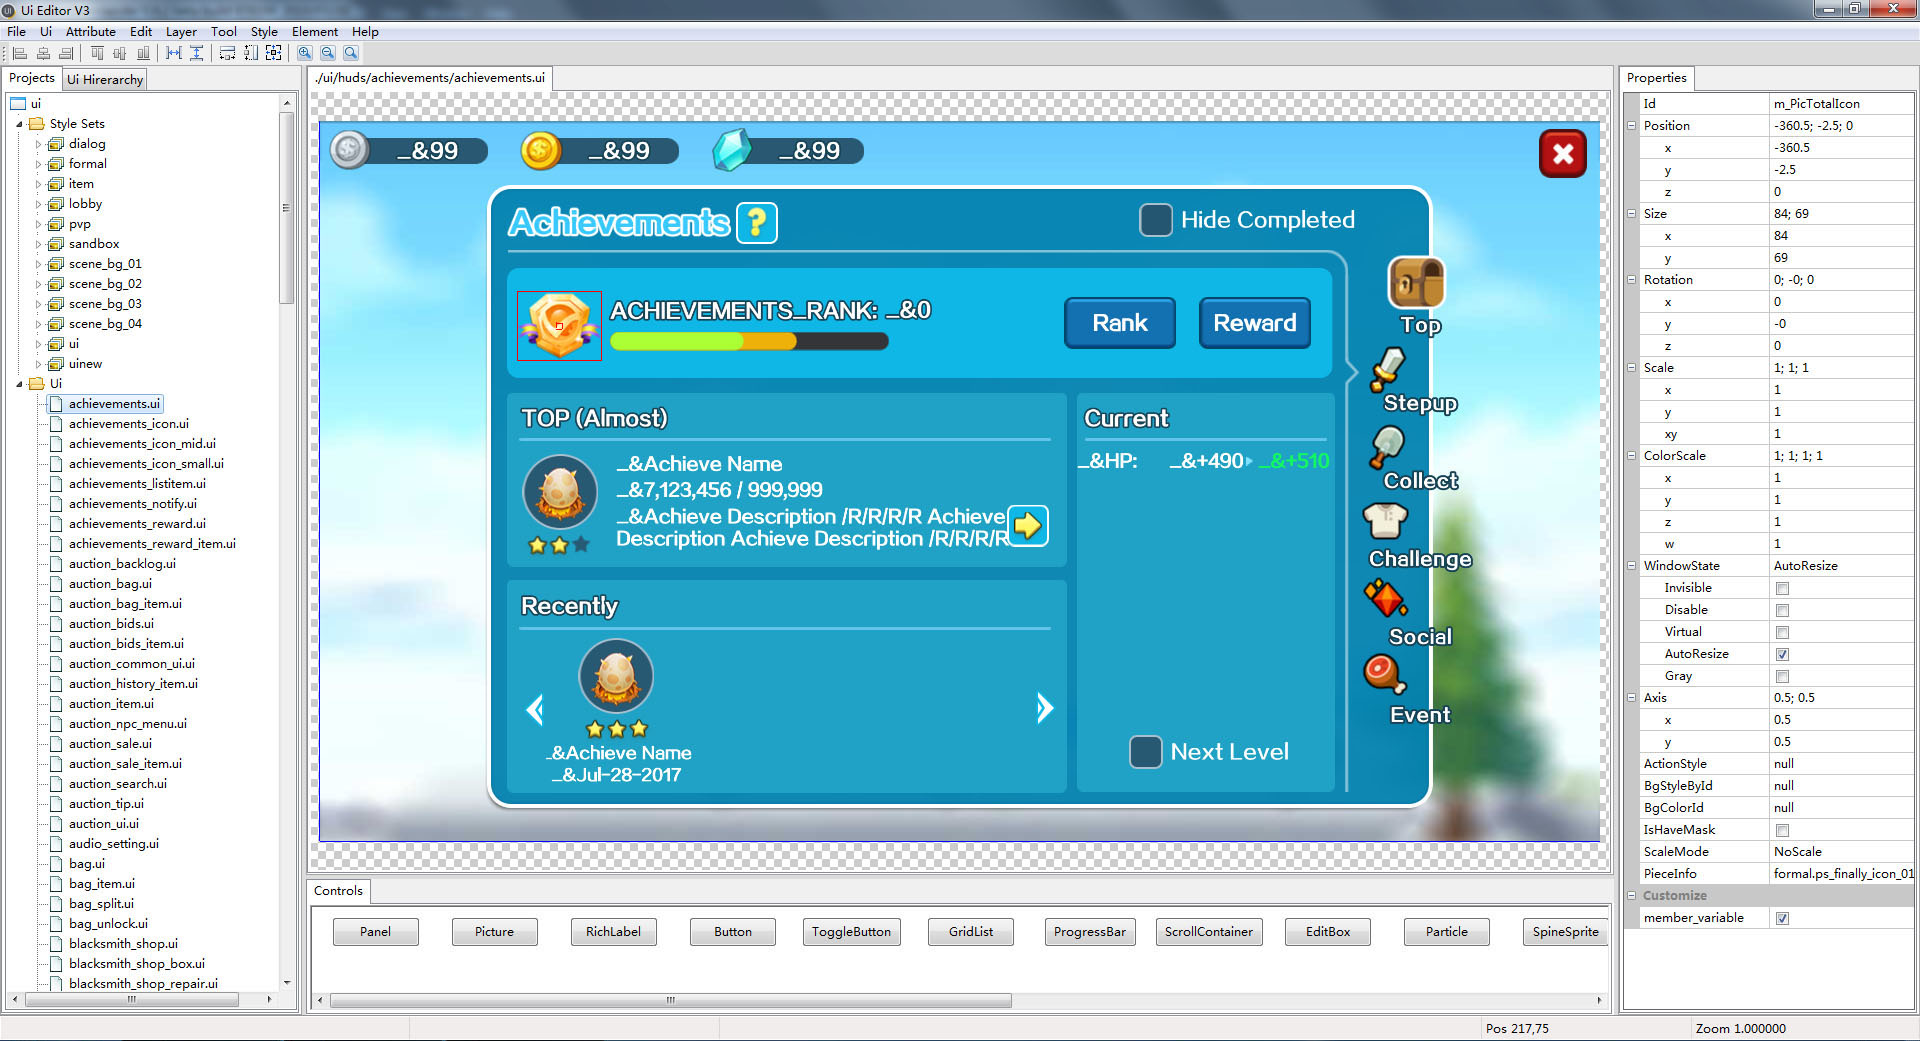 Ui Editor V3
File Ui Attribute Edit Layer Tool Style Element Help
Projects Ui Hirerarchy
ui
Style Sets
dialog
formal
item
lobby
pvp
sandbox
scene_bg_01
scene_bg_02
scene_bg_03
scene_bg_04
ui
uinew
Ui
achievements.ui
achievements_icon.ui
achievements_icon_mid.ui
achievements_icon_small.ui
achievements_listitem.ui
achievements_notify.ui
achievements_reward.ui
achievements_reward_item.ui
auction_backlog.ui
auction_bag.ui
auction_bag_item.ui
auction_bids.ui
auction_bids_item.ui
auction_common_ui.ui
auction_history_item.ui
auction_item.ui
auction_npc_menu.ui
auction_sale.ui
auction_sale_item.ui
auction_search.ui
auction_tip.ui
auction_ui.ui
audio_setting.ui
bag.ui
bag_item.ui
bag_split.ui
bag_unlock.ui
blacksmith_shop.ui
blacksmith_shop_box.ui
blacksmith_shop_repair.ui
./ui/huds/achievements/achievements.ui
_&99 _&99 _&99
Achievements ? Hide Completed
ACHIEVEMENTS_RANK: _&0
Rank Reward
TOP (Almost)
_&Achieve Name
_&7,123,456 / 999,999
_&Achieve Description /R/R/R/R Achieve
Description Achieve Description /R/R/R/R
Recently
_&Achieve Name
_&Jul-28-2017
Current
_&HP: _&+490 _&+510
Next Level
Top
Stepup
Collect
Challenge
Social
Event
Controls
Panel Picture RichLabel Button ToggleButton GridList ProgressBar ScrollContainer EditBox Particle SpineSprite
Properties
Id m_PicTotalIcon
Position -360.5; -2.5; 0
x -360.5
y -2.5
z 0
Size 84; 69
x 84
y 69
Rotation 0; -0; 0
x 0
y -0
z 0
Scale 1; 1; 1
x 1
y 1
xy 1
ColorScale 1; 1; 1; 1
x 1
y 1
z 1
w 1
WindowState AutoResize
Invisible
Disable
Virtual
AutoResize
Gray
Axis 0.5; 0.5
x 0.5
y 0.5
ActionStyle null
BgStyleById null
BgColorId null
IsHaveMask
ScaleMode NoScale
PieceInfo formal.ps_finally_icon_01
Customize
member_variable
Pos 217,75 Zoom 1.000000